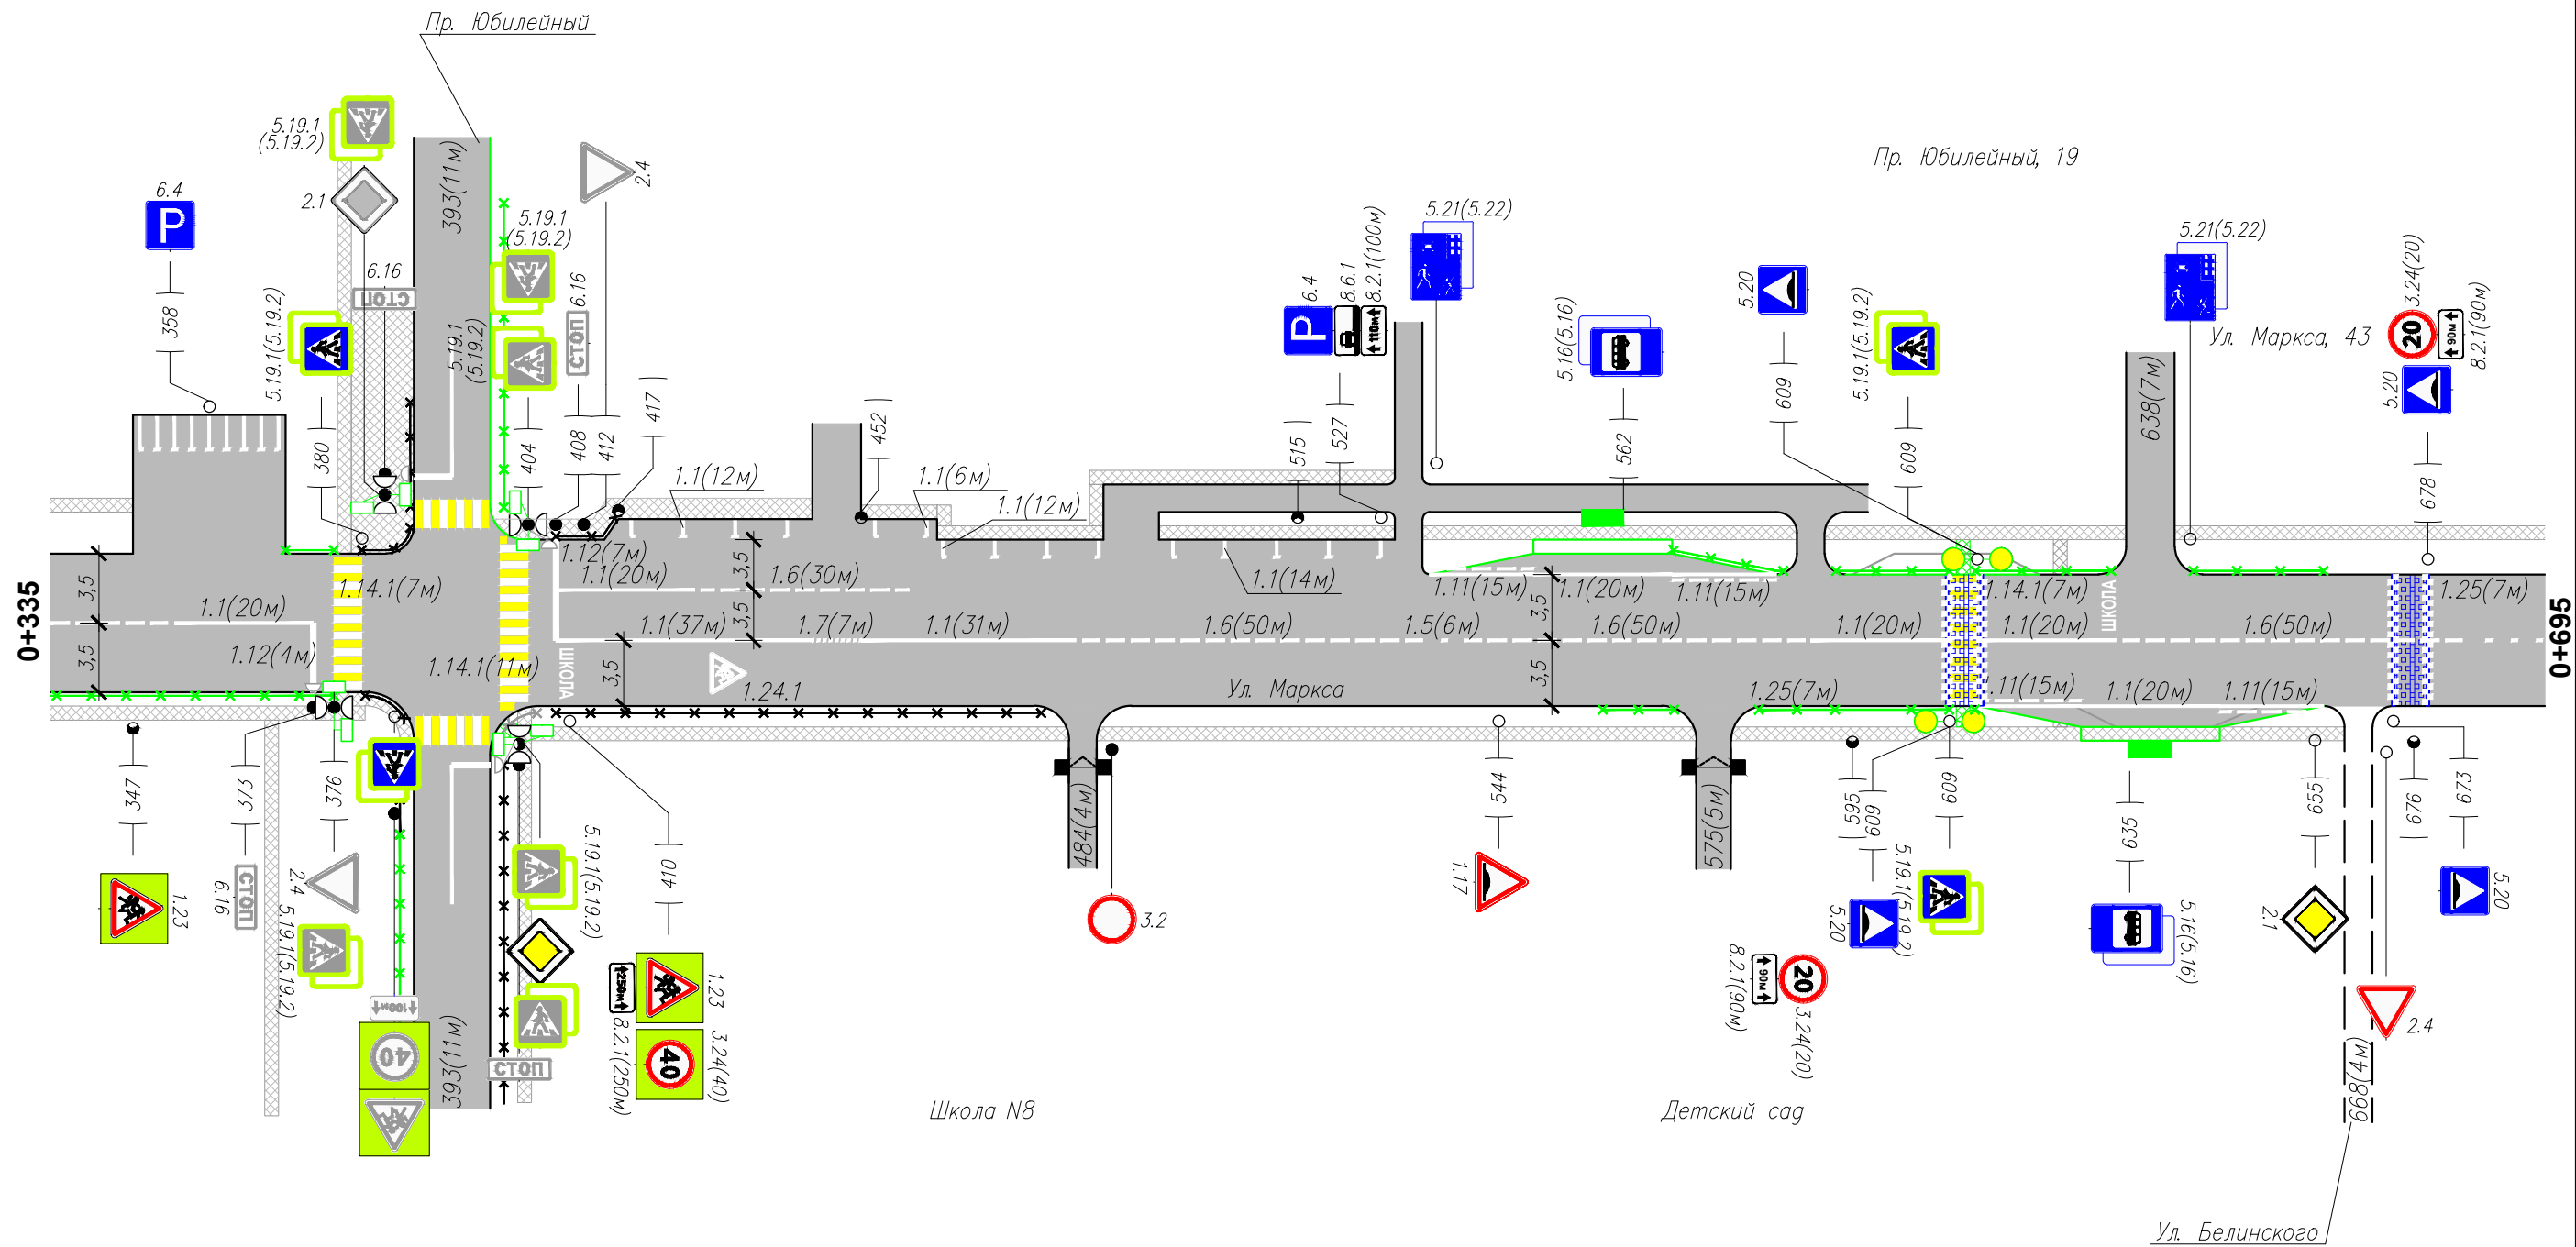 Пр. Юбилейный
5.19.1
(5.19.2)
6.4
P
2.1
393(11м)
2.4
5.19.1
(5.19.2)
Пр. Юбилейный, 19
5.21(5.22)
5.21(5.22)
6.16
СТОП
358
5.19.1(5.19.2)
5.19.1
(5.19.2)
6.16
СТОП
6.4
8.6.1
8.2.1(100м)
P
110м
5.16(5.16)
5.20
5.19.1(5.19.2)
638(7м)
Ул. Маркса, 43
3.24(20)
20
90м
8.2.1(90м)
5.20
380
404
408
412
417
452
515
527
562
609
609
678
1.1(12м)
1.1(6м)
1.1(12м)
1.12(7м)
1.1(20м)
1.6(30м)
1.1(14м)
1.11(15м)
1.1(20м)
1.11(15м)
1.14.1(7м)
ШКОЛА
1.25(7м)
0+335
3,5
3,5
1.1(20м)
1.14.1(7м)
1.12(4м)
1.14.1(11м)
ШКОЛА
3,5
3,5
3,5
1.1(37м)
1.7(7м)
1.1(31м)
1.6(50м)
1.5(6м)
3,5
3,5
1.6(50м)
1.1(20м)
1.1(20м)
1.6(50м)
0+695
1.24.1
Ул. Маркса
1.25(7м)
1.11(15м)
1.1(20м)
1.11(15м)
347
373
376
410
484(4м)
544
575(5м)
595
609
609
635
659
676
673
1.23
6.16
СТОП
2.4
5.19.1(5.19.2)
5.19.1(5.19.2)
3.2
1.17
5.20
5.19.1(5.19.2)
5.16(5.16)
2.1
5.20
100м
40
393(11м)
СТОП
250м
8.2.1(250м)
1.23
3.24(40)
40
8.2.1(90м)
90м
20
3.24(20)
2.4
668(4м)
Школа N8
Детский сад
Ул. Белинского